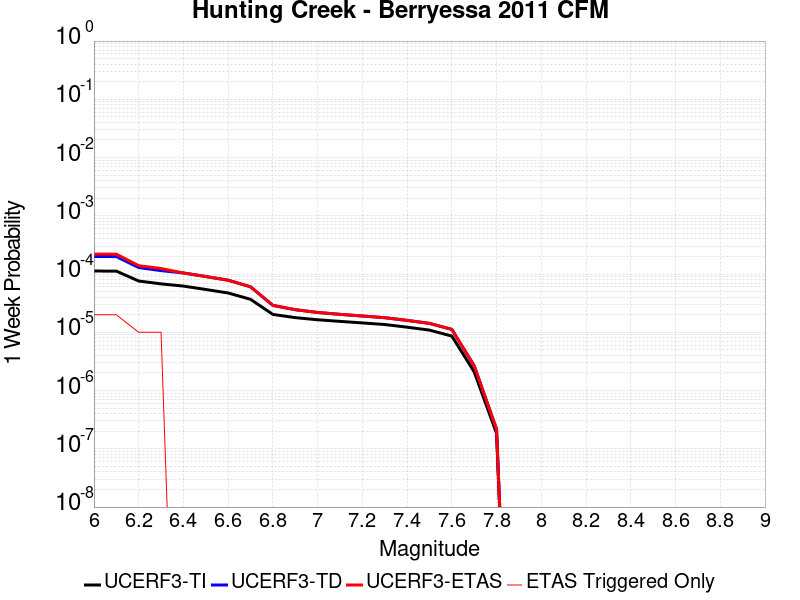 Hunting Creek - Berryessa 2011 CFM
10^0
10^-1
10^-2
10^-3
10^-4
10^-5
10^-6
10^-7
10^-8
1 Week Probability
6 6.2 6.4 6.6 6.8 7 7.2 7.4 7.6 7.8 8 8.2 8.4 8.6 8.8 9
Magnitude
UCERF3-TI UCERF3-TD UCERF3-ETAS ETAS Triggered Only